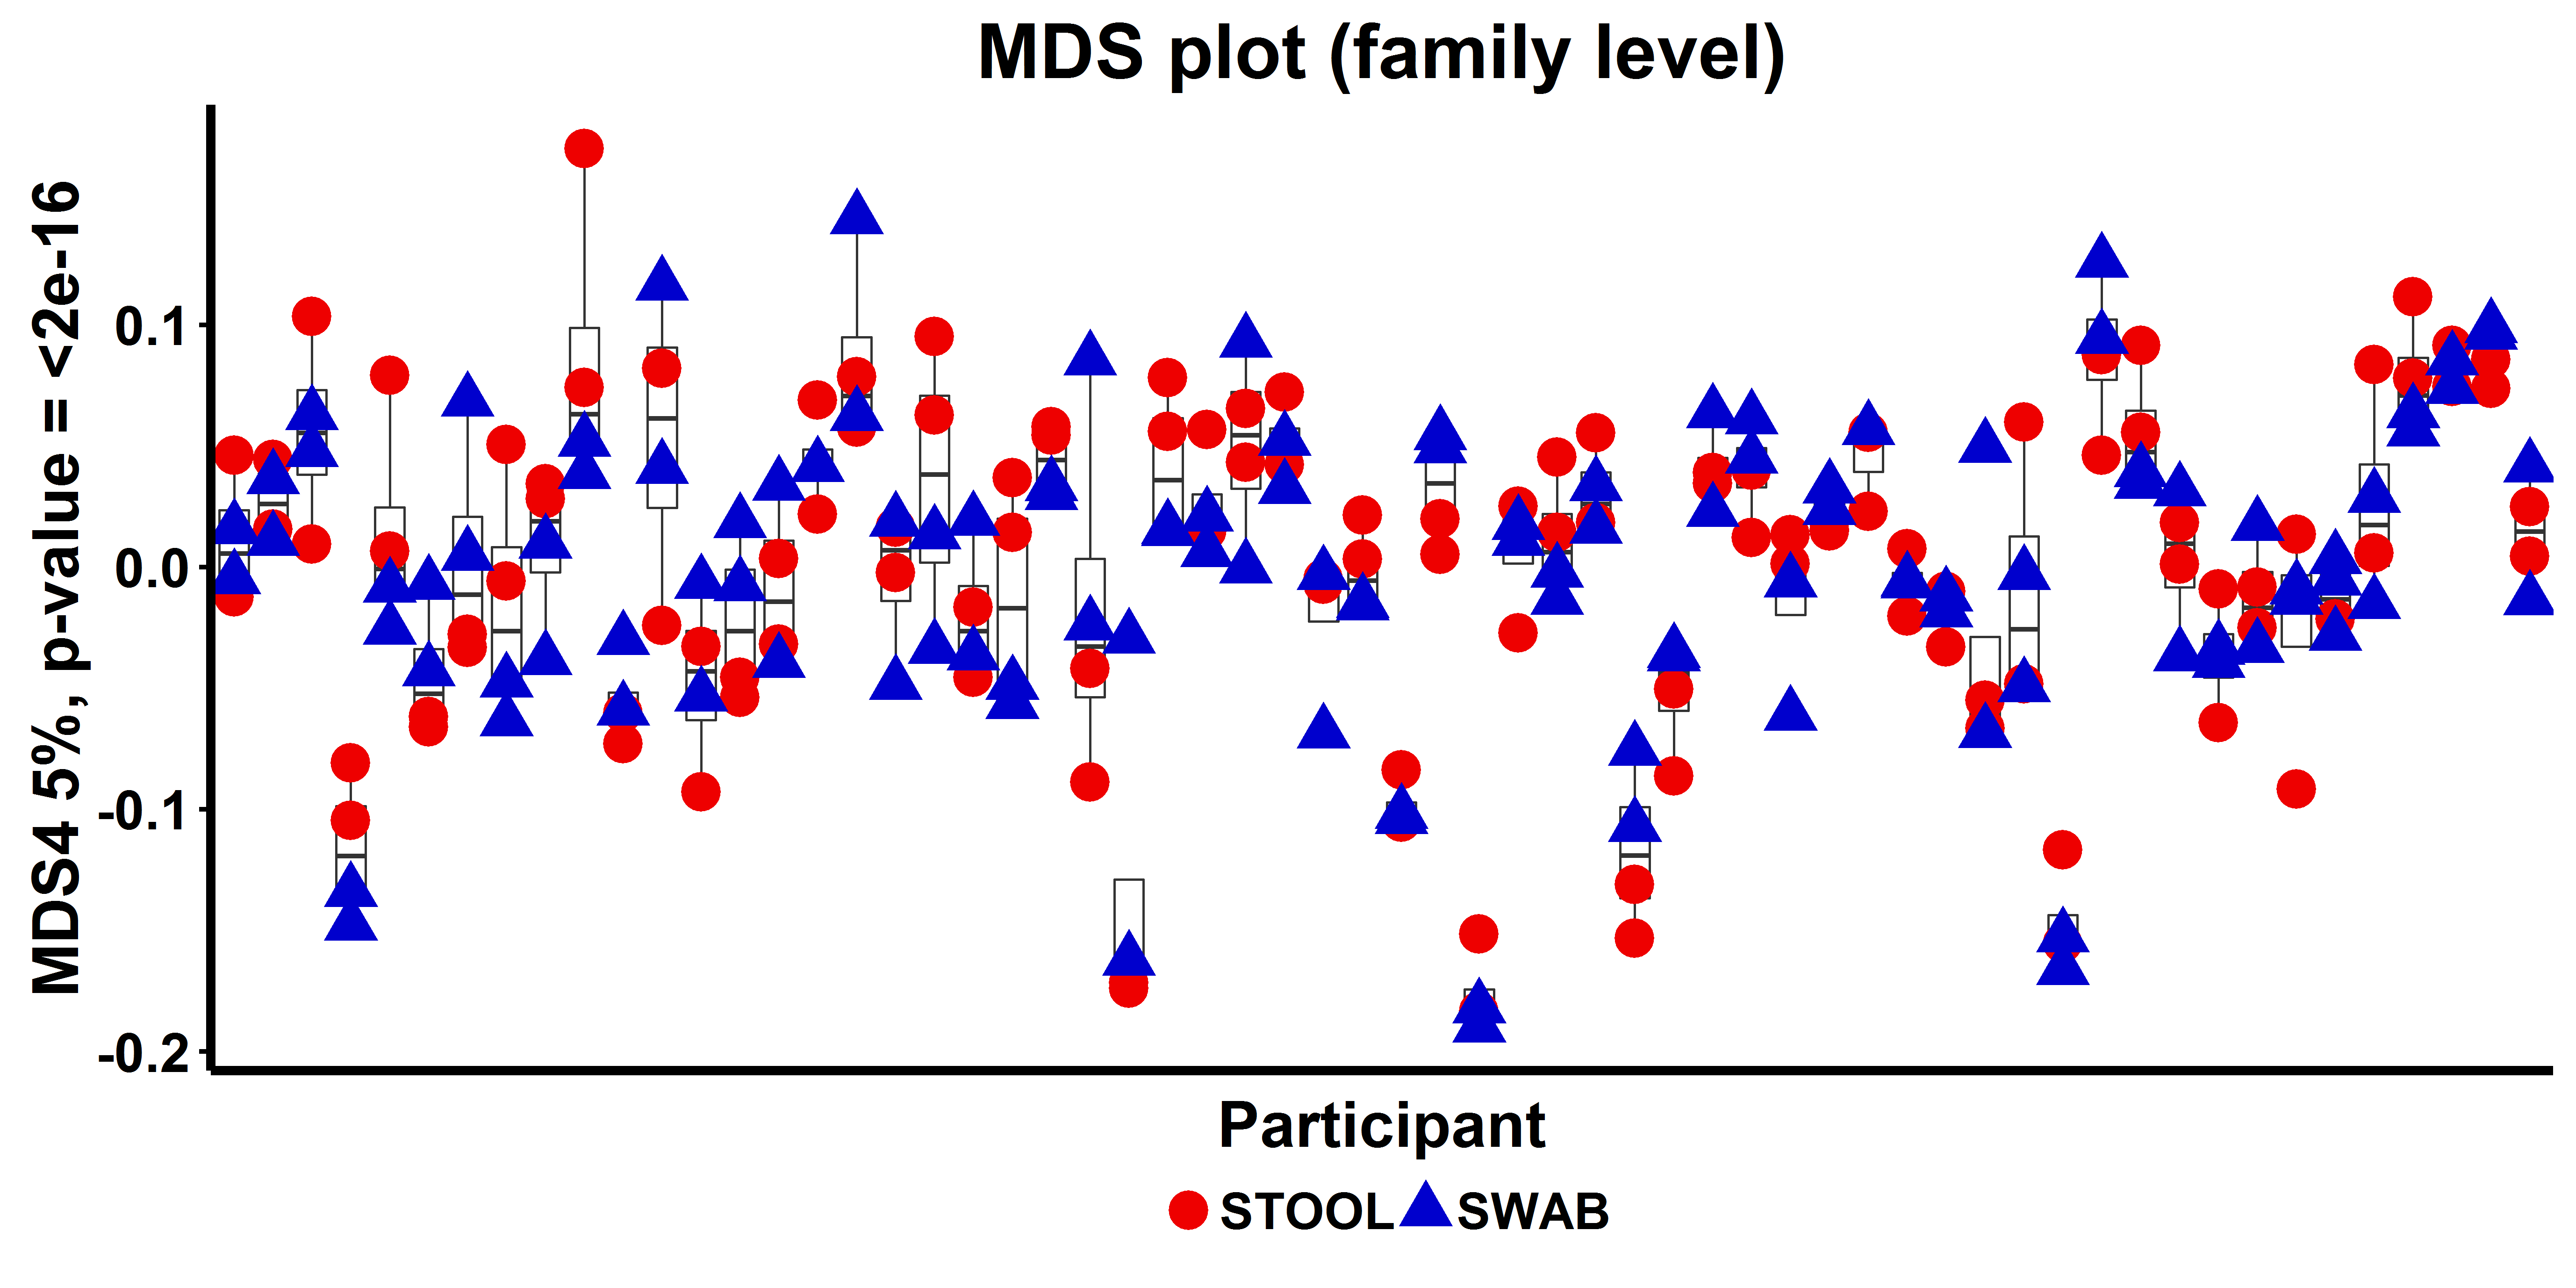 MDS plot (family level)
MDS4 5%, p-value = <2e-16
0.1
0.0
-0.1
-0.2
Participant
STOOL SWAB